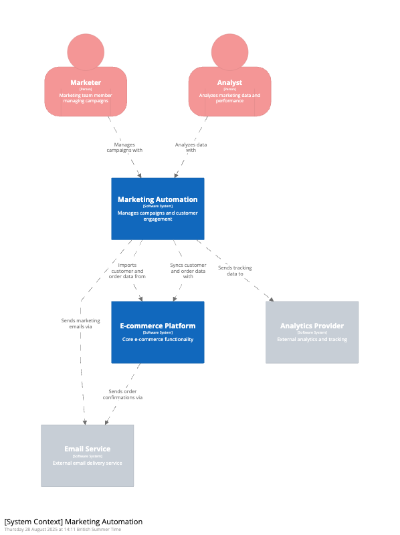 Marketer
[Person]
Marketing team member
managing campaigns
Analyst
[Person]
Analyzes marketing data and
performance
Manages
campaigns with
Analyzes data
with
Marketing Automation
[Software System]
Manages campaigns and customer
engagement
Imports
customer and
order data from
Syncs customer
and order data
with
Sends tracking
data to
Sends marketing
emails via
E-commerce Platform
[Software System]
Core e-commerce functionality
Analytics Provider
[Software System]
External analytics and tracking
Sends order
confirmations via
Email Service
[Software System]
External email delivery service
[System Context] Marketing Automation
Thursday 28 August 2025 at 14:11 British Summer Time